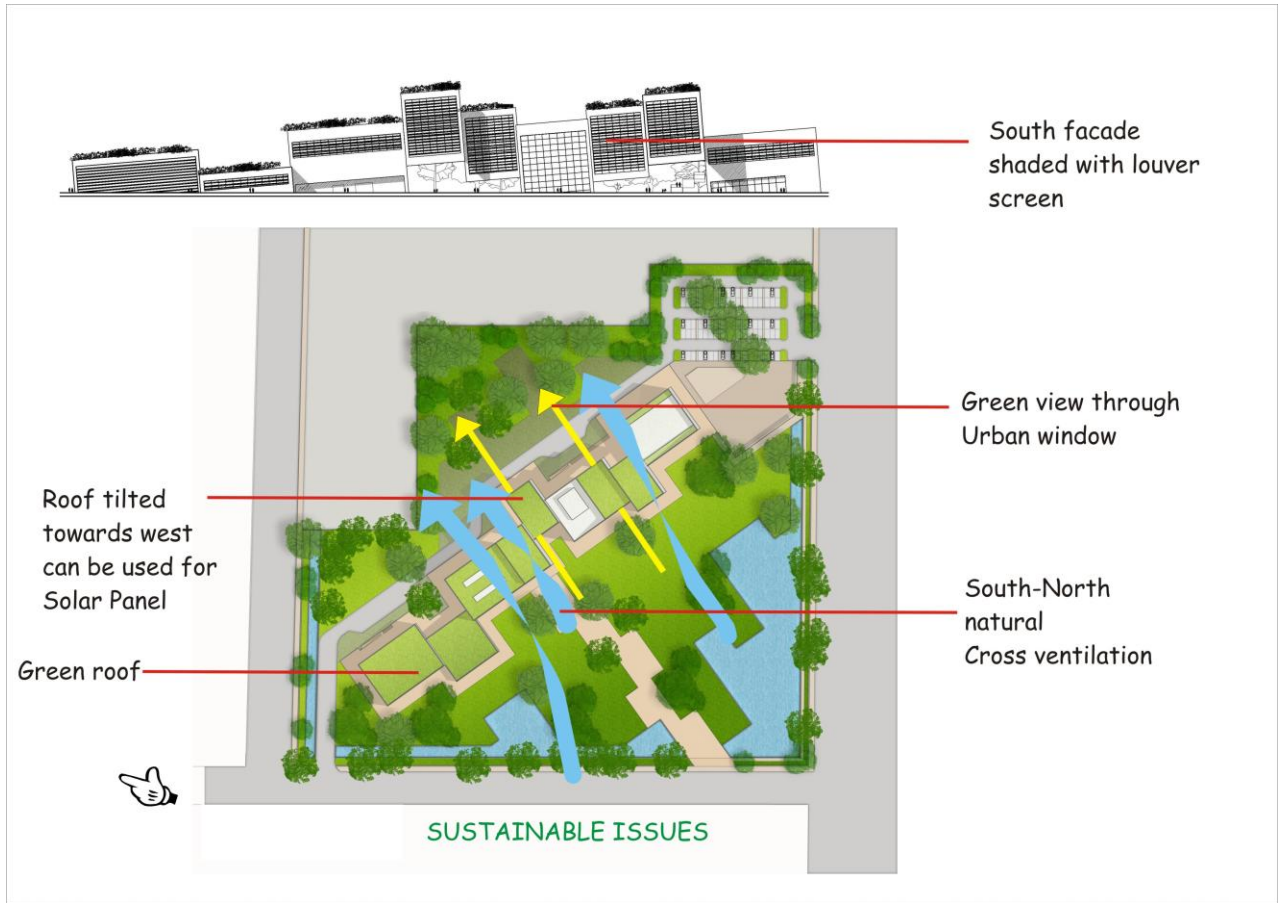 South facade
shaded with louver
screen
Green view through
Urban window
Roof tilted
towards west
can be used for
Solar Panel
South-North
natural
Cross ventilation
Green roof
SUSTAINABLE ISSUES